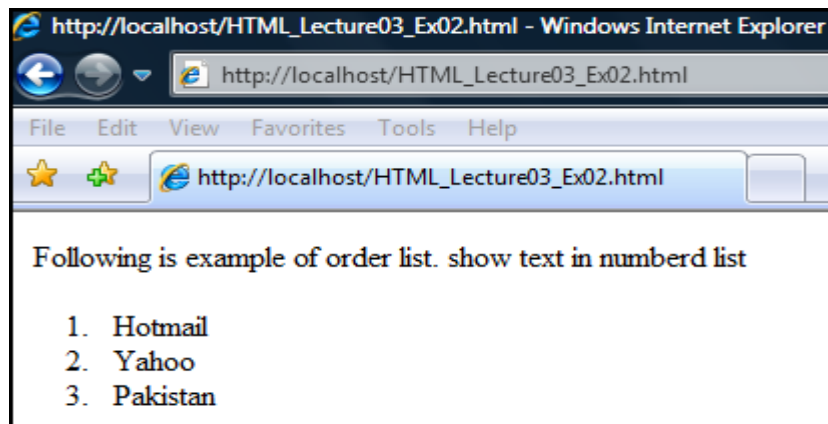 http://localhost/HTML_Lecture03_Ex02.html - Windows Internet Explorer
http://localhost/HTML_Lecture03_Ex02.html
File Edit View Favorites Tools Help
http://localhost/HTML_Lecture03_Ex02.html
Following is example of order list. show text in numberd list
1. Hotmail
2. Yahoo
3. Pakistan